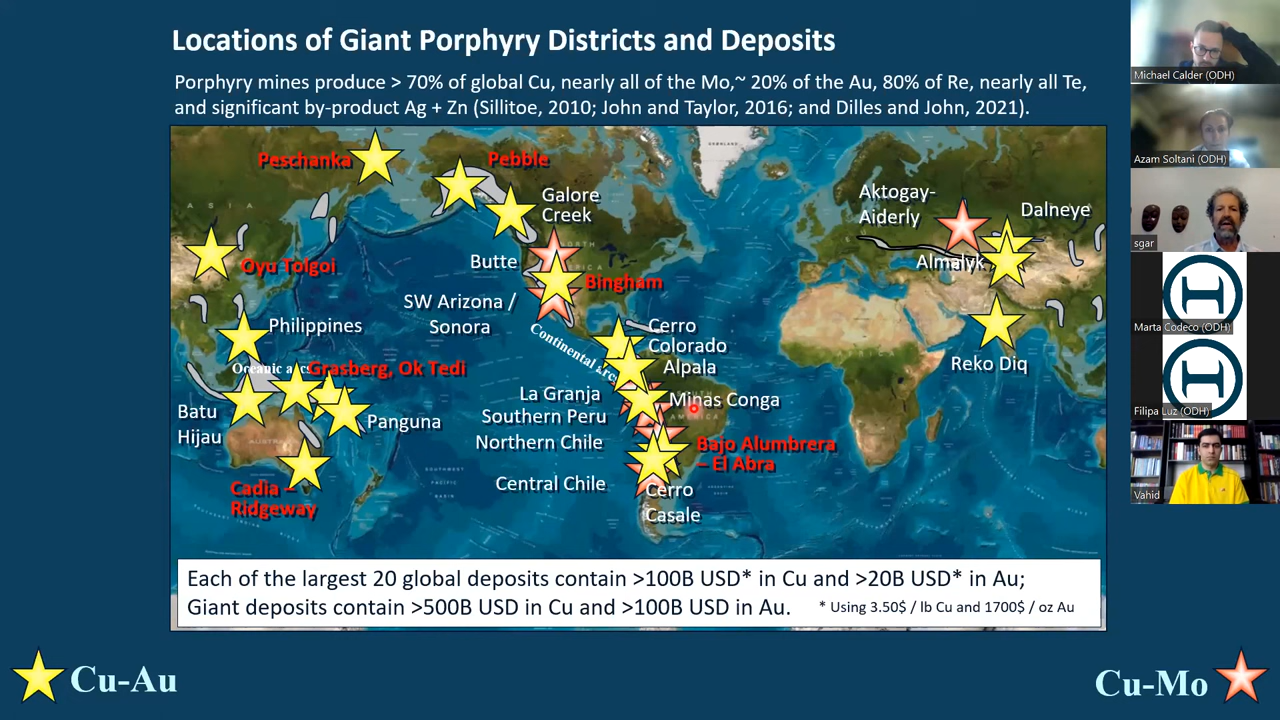 Locations of Giant Porphyry Districts and Deposits
Porphyry mines produce > 70% of global Cu, nearly all of the Mo,~ 20% of the Au, 80% of Re, nearly all Te,
and significant by-product Ag + Zn (Sillitoe, 2010; John and Taylor, 2016; and Dilles and John, 2021).
Peschanka
Pebble
Galore
Creek
Aktogay-
Aiderly
Dalneye
ASIA
Oyu Tolgoi
Butte
Bingham
Almalyk
SW Arizona /
Sonora
Philippines
Continental arcs
Cerro
Colorado
Alpala
Reko Diq
Oceanic arcs
Grasberg, Ok Tedi
La Granja
Minas Conga
Batu
Hijau
Panguna
Southern Peru
Northern Chile
Bajo Alumbrera
– El Abra
Central Chile
Cadia –
Ridgeway
Cerro
Casale
Each of the largest 20 global deposits contain >100B USD* in Cu and >20B USD* in Au;
Giant deposits contain >500B USD in Cu and >100B USD in Au.
* Using 3.50$ / lb Cu and 1700$ / oz Au
Cu-Au
Cu-Mo
Michael Calder (ODH)
Azam Soltani (ODH)
sgar
Marta Codeco (ODH)
Filipa Luz (ODH)
Vahid